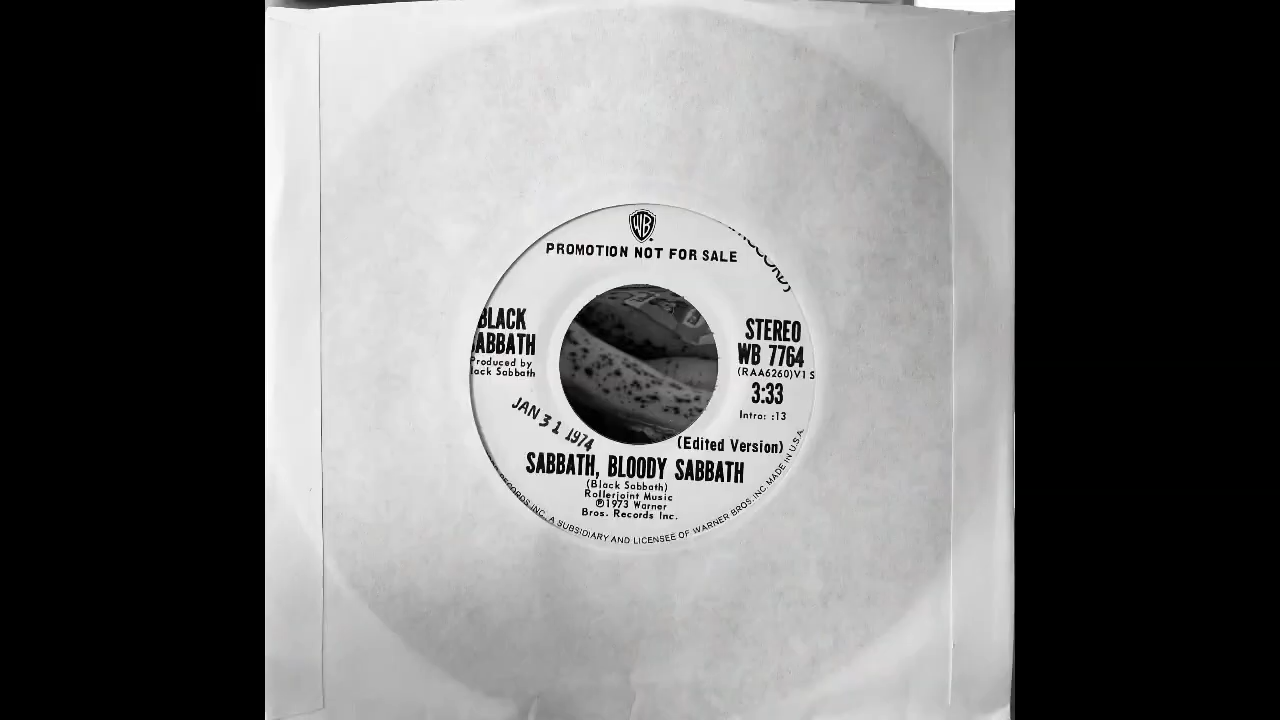 WB
PROMOTION NOT FOR SALE
BLACK
ABBATH
Produced by
lack Sabbath
STEREO
WB 7764
(RAA6260)V1 S
3:33
Intro: :13
JAN 31 1974
(Edited Version)
SABBATH, BLOODY SABBATH
(Black Sabbath)
Rollerjoint Music
℗1973 Warner
Bros. Records Inc.
RECORDS INC. A SUBSIDIARY AND LICENSEE OF WARNER BROS. INC. MADE IN U.S.A.